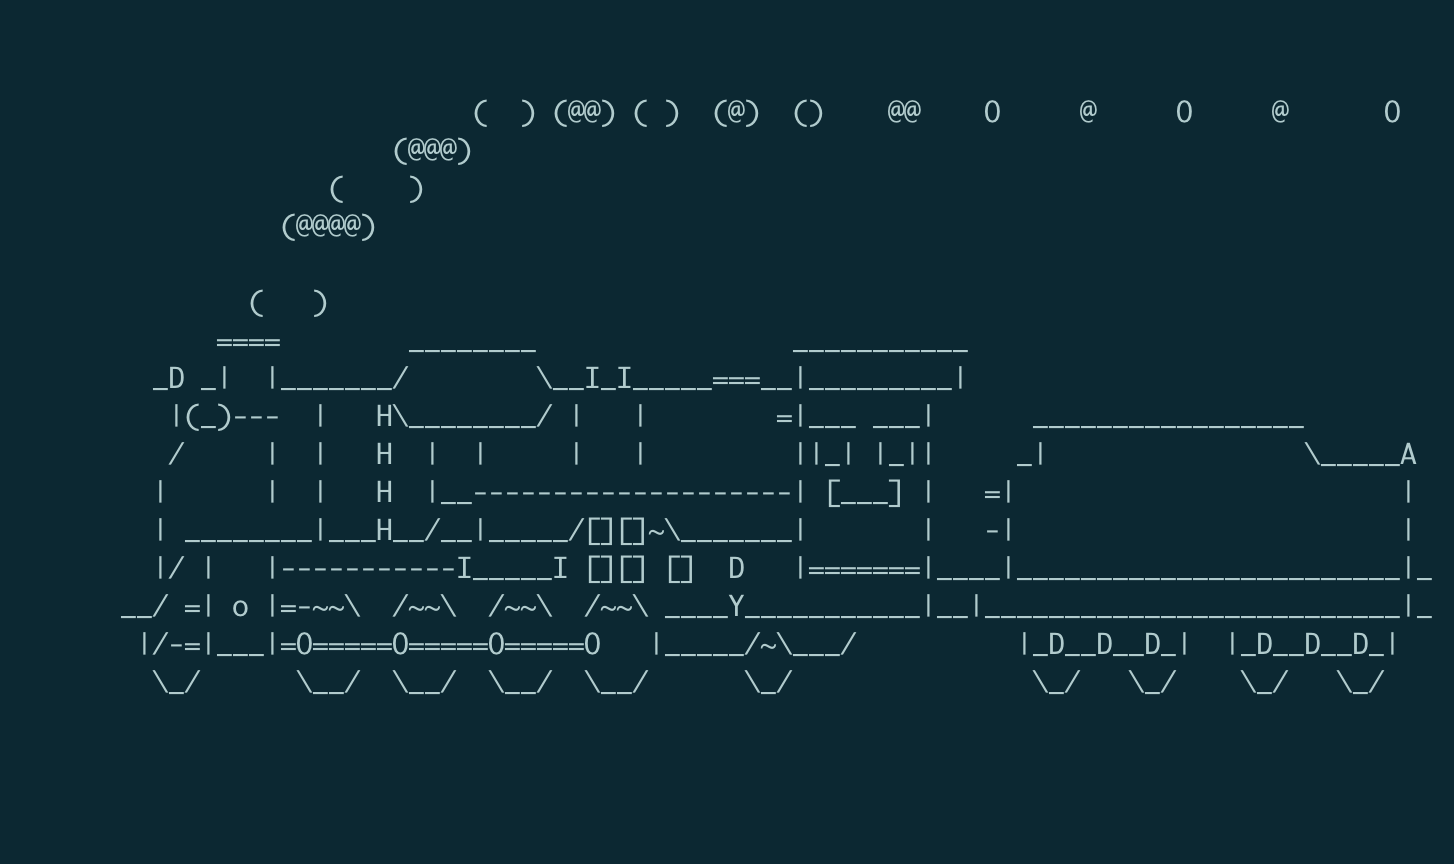 (  ) (@@) ( )  (@)  ()    @@    O     @     O     @      O
(@@@)
(    )
(@@@@)
(   )
====        ________                ___________
_D _|  |_______/        \__I_I_____===__|_________|
|(_)---  |   H\________/ |   |        =|___ ___|      _________________
/     |  |   H  |  |     |   |         ||_| |_||     _|                \_____A
|      |  |   H  |__--------------------| [___] |   =|                        |
| ________|___H__/__|_____/[][]~\_______|       |   -|                        |
|/ |   |-----------I_____I [][] []  D   |=======|____|________________________|_
__/ =| o |=-~~\  /~~\  /~~\  /~~\ ____Y___________|__|__________________________|_
|/-=|___|=O=====O=====O=====O   |_____/~\___/          |_D__D__D_|  |_D__D__D_|
\_/      \__/  \__/  \__/  \__/      \_/               \_/   \_/    \_/   \_/